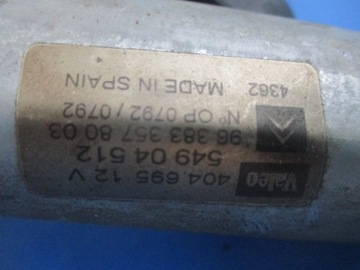 Valeo 404 695 12 V
549 04 512
96 383 357 80 03
N° OP 0792 / 0792
4362 MADE IN SPAIN